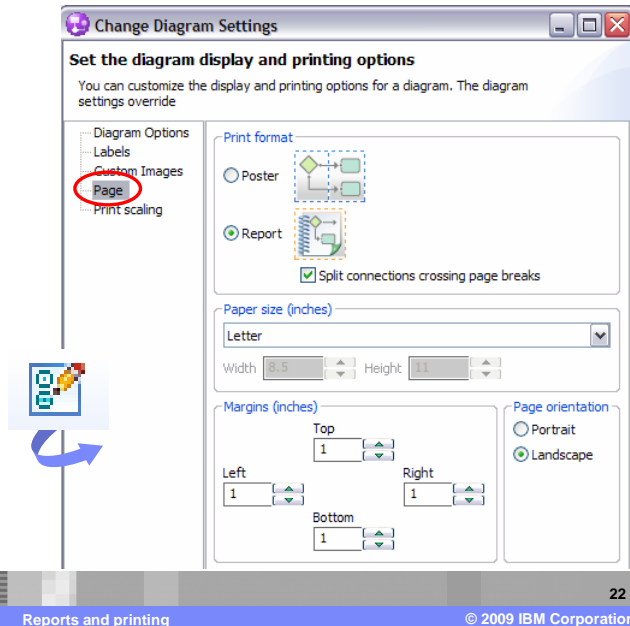 Change Diagram Settings
Set the diagram display and printing options
You can customize the display and printing options for a diagram. The diagram
settings override
Diagram Options
Labels
Custom Images
Page
Print scaling
Print format
Poster
Report
Split connections crossing page breaks
Paper size (inches)
Letter
Width 8.5 Height 11
Margins (inches)
Top
1
Left
1
Right
1
Bottom
1
Page orientation
Portrait
Landscape
22
Reports and printing
© 2009 IBM Corporation